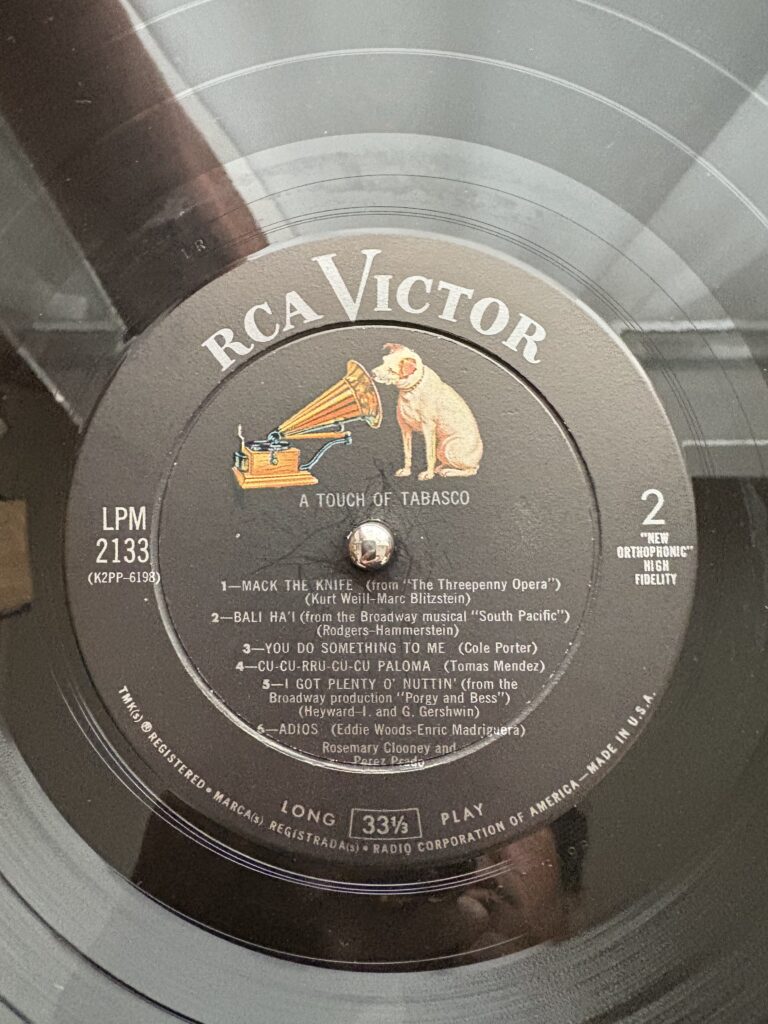 RCA VICTOR
A TOUCH OF TABASCO
LPM
2133
(K2PP-6198)
2
"NEW
ORTHOPHONIC"
HIGH
FIDELITY
1—MACK THE KNIFE (from "The Threepenny Opera")
(Kurt Weill-Marc Blitzstein)
2—BALI HA'I (from the Broadway musical "South Pacific")
(Rodgers-Hammerstein)
3—YOU DO SOMETHING TO ME (Cole Porter)
4—CU-CU-RRU-CU-CU PALOMA (Tomas Mendez)
5—I GOT PLENTY O' NUTTIN' (from the
Broadway production "Porgy and Bess")
(Heyward-I. and G. Gershwin)
6—ADIOS (Eddie Woods-Enric Madriguera)
Rosemary Clooney and
Perez Prado
LONG 33⅓ PLAY
TMK(s) ® REGISTERED • MARCA(s) REGISTRADA(s) • RADIO CORPORATION OF AMERICA—MADE IN U.S.A.